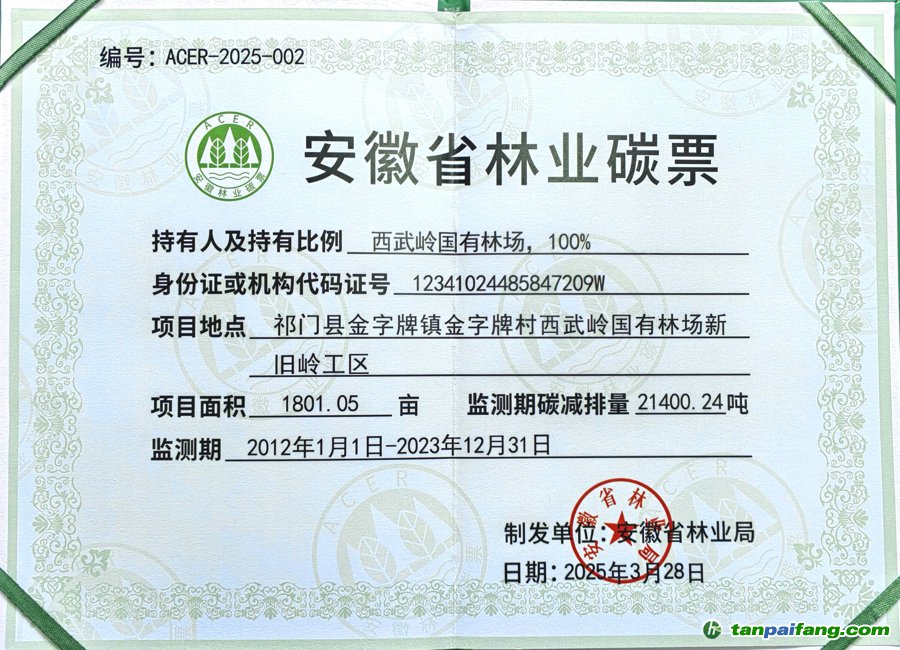 编号：ACER-2025-002
ACER
安徽林业碳票
安徽省林业碳票
持有人及持有比例 西武岭国有林场，100%
身份证或机构代码证号 12341024485847209W
项目地点 祁门县金字牌镇金字牌村西武岭国有林场新
旧岭工区
项目面积 1801.05 亩 监测期碳减排量 21400.24吨
监测期 2012年1月1日-2023年12月31日
安徽省林业局
制发单位：安徽省林业局
日期：2025年3月28日
tanpaifang.com